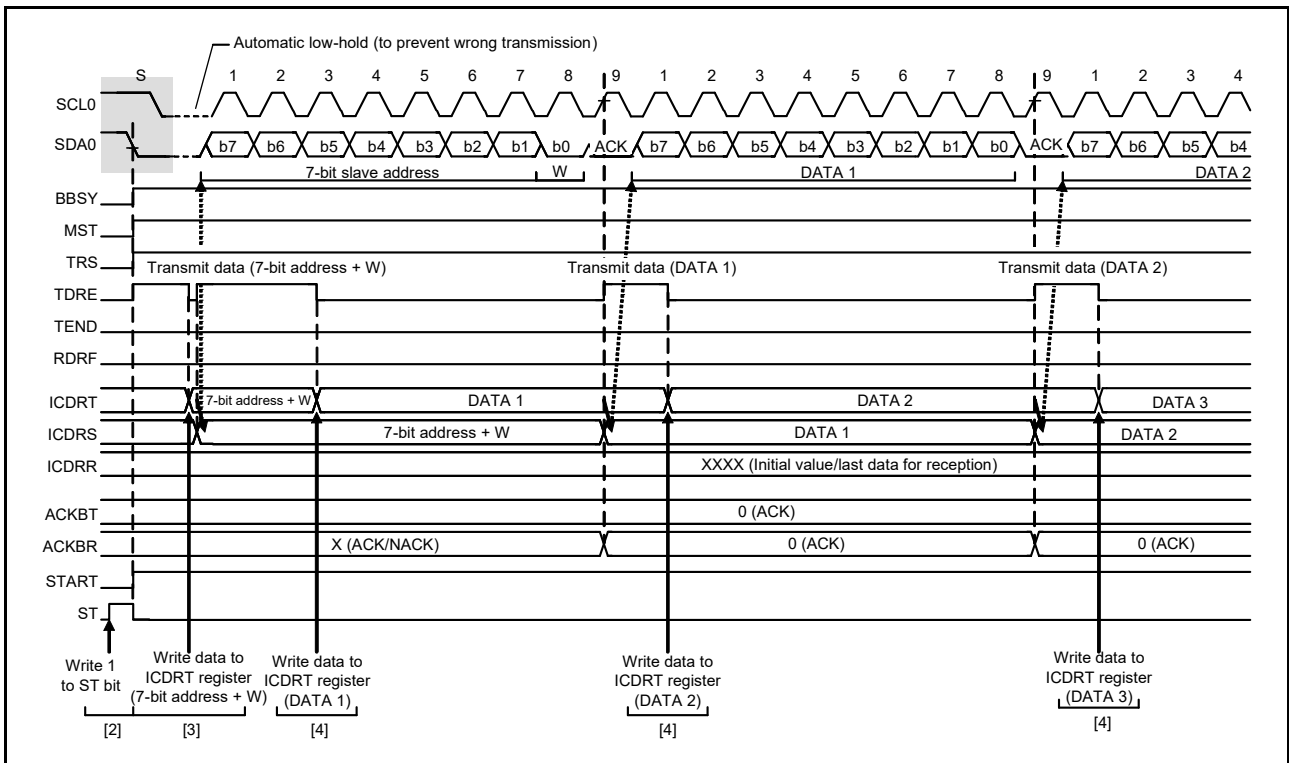 Automatic low-hold (to prevent wrong transmission)
S 1 2 3 4 5 6 7 8 9 1 2 3 4 5 6 7 8 9 1 2 3 4
SCL0
SDA0 b7 b6 b5 b4 b3 b2 b1 b0 ACK b7 b6 b5 b4 b3 b2 b1 b0 ACK b7 b6 b5 b4
7-bit slave address W DATA 1 DATA 2
BBSY
MST
TRS
Transmit data (7-bit address + W) Transmit data (DATA 1) Transmit data (DATA 2)
TDRE
TEND
RDRF
ICDRT 7-bit address + W DATA 1 DATA 2 DATA 3
ICDRS 7-bit address + W DATA 1 DATA 2
ICDRR XXXX (Initial value/last data for reception)
ACKBT 0 (ACK)
ACKBR X (ACK/NACK) 0 (ACK) 0 (ACK)
START
ST
Write 1
to ST bit
[2]
Write data to
ICDRT register
(7-bit address + W)
[3]
Write data to
ICDRT register
(DATA 1)
[4]
Write data to
ICDRT register
(DATA 2)
[4]
Write data to
ICDRT register
(DATA 3)
[4]